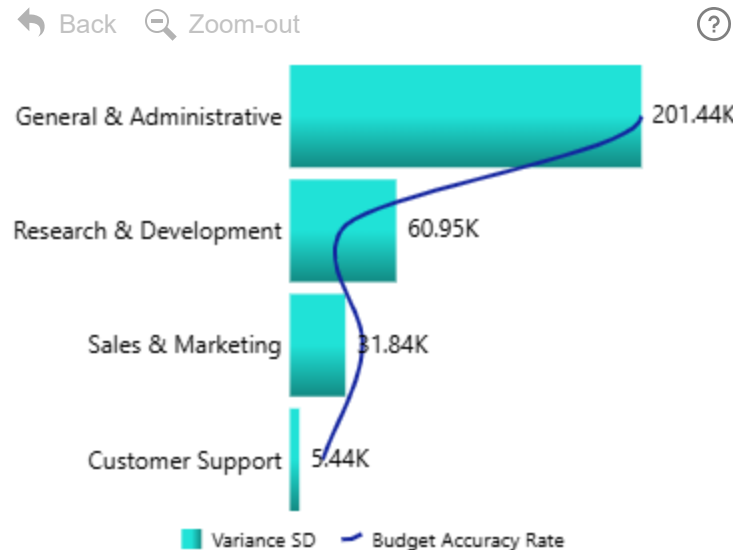 Back Zoom-out ?
General & Administrative 201.44K
Research & Development 60.95K
Sales & Marketing 31.84K
Customer Support 5.44K
Variance SD Budget Accuracy Rate